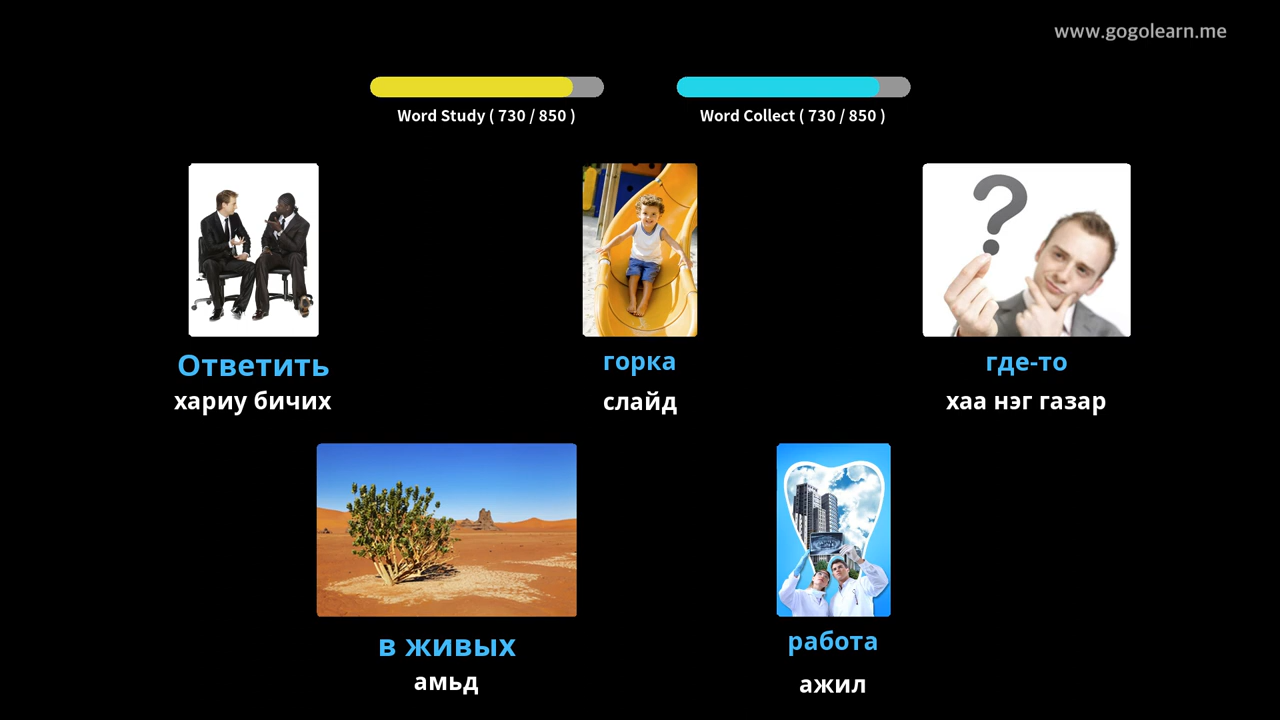 www.gogolearn.me
Word Study ( 730 / 850 )
Word Collect ( 730 / 850 )
Ответить
хариу бичих
горка
слайд
где-то
хаа нэг газар
в живых
амьд
работа
ажил